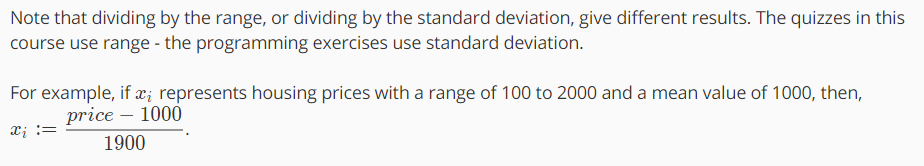 Note that dividing by the range, or dividing by the standard deviation, give different results. The quizzes in this
course use range - the programming exercises use standard deviation.
For example, if xᵢ represents housing prices with a range of 100 to 2000 and a mean value of 1000, then,
price − 1000
xᵢ :=
1900
.